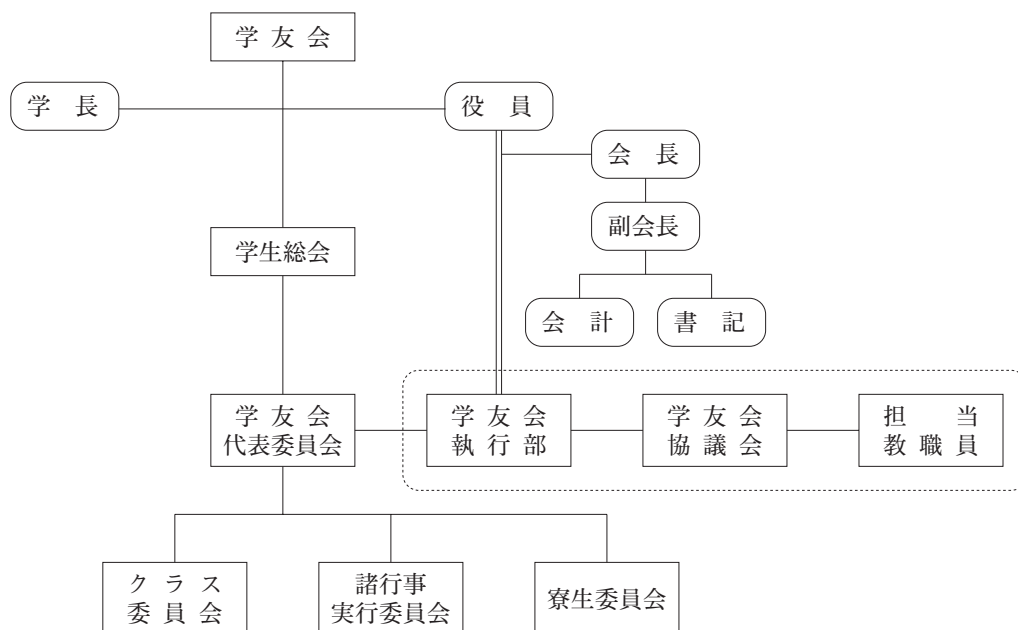 学友会
学長
役員
会長
副会長
学生総会
会計
書記
学友会
代表委員会
学友会
執行部
学友会
協議会
担当
教職員
クラス
委員会
諸行事
実行委員会
寮生委員会